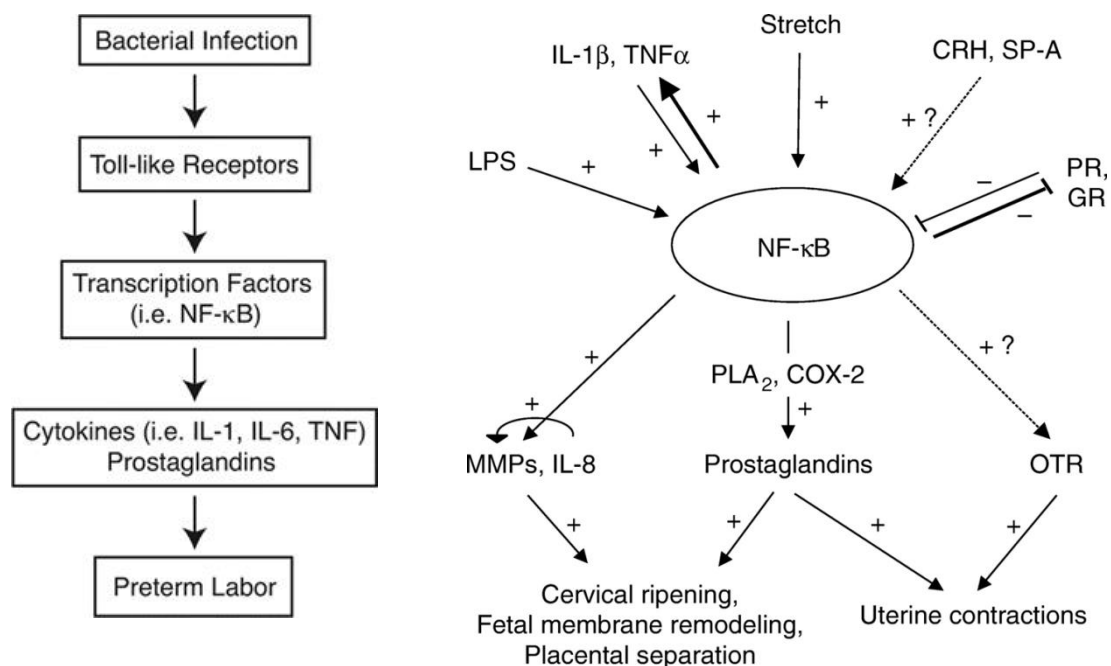 Bacterial Infection
Toll-like Receptors
Transcription Factors
(i.e. NF-κB)
Cytokines (i.e. IL-1, IL-6, TNF)
Prostaglandins
Preterm Labor
Stretch
IL-1β, TNFα
CRH, SP-A
+
+
+ ?
+
LPS
+
PR,
GR
–
–
NF-κB
+
+ ?
PLA₂, COX-2
+
+
MMPs, IL-8
Prostaglandins
OTR
+
+
+
+
Cervical ripening,
Fetal membrane remodeling,
Placental separation
Uterine contractions